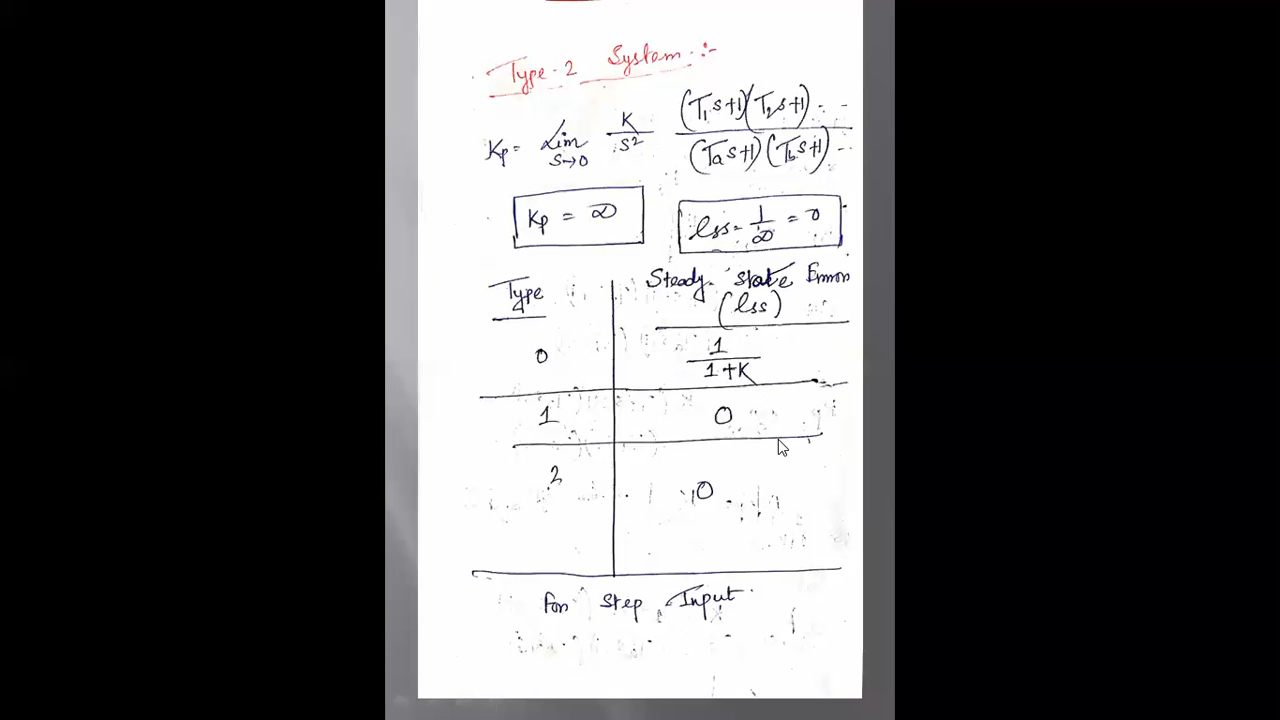 Type-2 System :-
Kp = Lim S→0 K/S² (T1s+1)(T2s+1)... / (Tas+1)(Tbs+1)...
Kp = ∞
ess = 1/∞ = 0
Type
Steady state Error (ess)
0
1/(1+K)
1
0
2
0
For Step Input